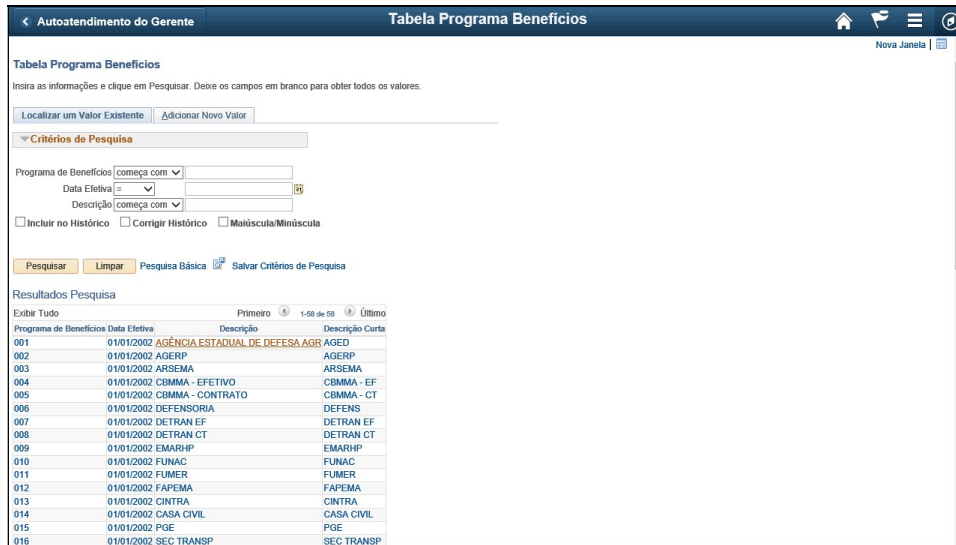 Autoatendimento do Gerente
Tabela Programa Benefícios
Nova Janela
Tabela Programa Benefícios
Insira as informações e clique em Pesquisar. Deixe os campos em branco para obter todos os valores.
Localizar um Valor Existente Adicionar Novo Valor
Critérios de Pesquisa
Programa de Benefícios começa com
Data Efetiva =
Descrição começa com
Incluir no Histórico Corrigir Histórico Maiúscula/Minúscula
Pesquisar Limpar Pesquisa Básica Salvar Critérios de Pesquisa
Resultados Pesquisa
Exibir Tudo Primeiro 1-58 de 58 Último
Programa de Benefícios Data Efetiva Descrição Descrição Curta
001 01/01/2002 AGÊNCIA ESTADUAL DE DEFESA AGR AGED
002 01/01/2002 AGERP AGERP
003 01/01/2002 ARSEMA ARSEMA
004 01/01/2002 CBMMA - EFETIVO CBMMA - EF
005 01/01/2002 CBMMA - CONTRATO CBMMA - CT
006 01/01/2002 DEFENSORIA DEFENS
007 01/01/2002 DETRAN EF DETRAN EF
008 01/01/2002 DETRAN CT DETRAN CT
009 01/01/2002 EMARHP EMARHP
010 01/01/2002 FUNAC FUNAC
011 01/01/2002 FUMER FUMER
012 01/01/2002 FAPEMA FAPEMA
013 01/01/2002 CINTRA CINTRA
014 01/01/2002 CASA CIVIL CASA CIVIL
015 01/01/2002 PGE PGE
016 01/01/2002 SEC TRANSP SEC TRANSP